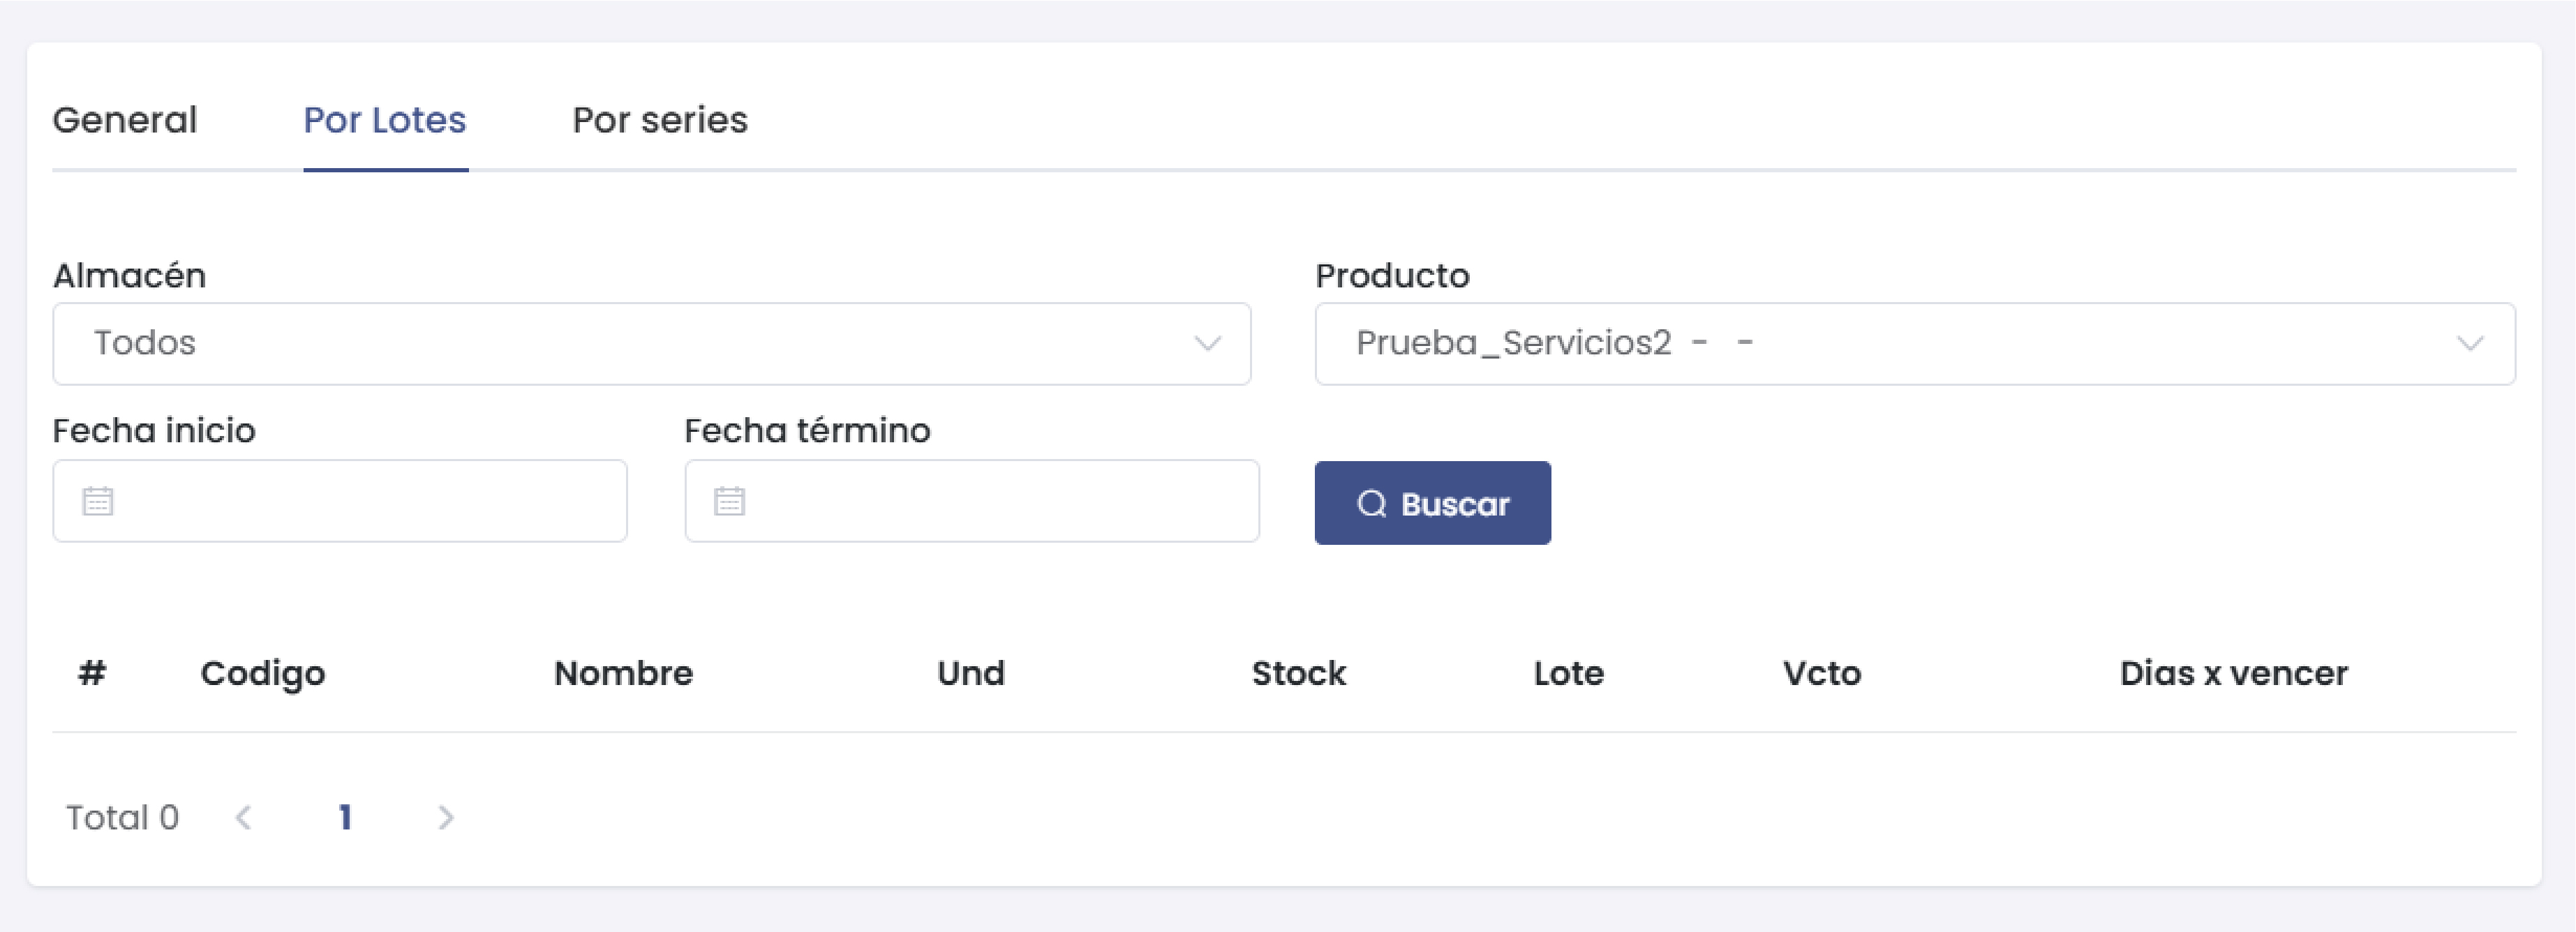 General Por Lotes Por series
Almacén Producto
Todos Prueba_Servicios2 - -
Fecha inicio Fecha término
Buscar
# Codigo Nombre Und Stock Lote Vcto Dias x vencer
Total 0 < 1 >